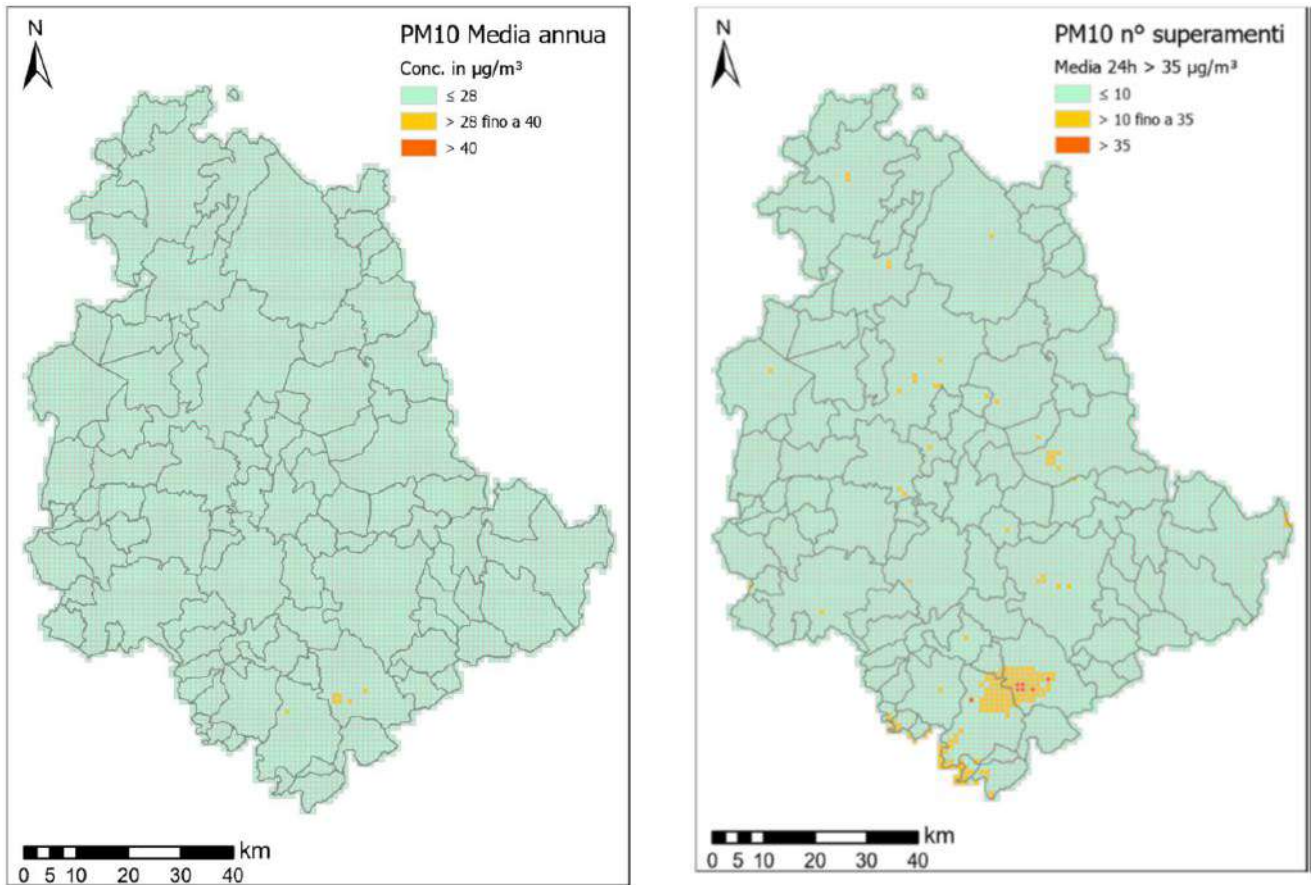 N
PM10 Media annua
Conc. in µg/m³
≤ 28
> 28 fino a 40
> 40
km
0 5 10 20 30 40
N
PM10 n° superamenti
Media 24h > 35 µg/m³
≤ 10
> 10 fino a 35
> 35
km
0 5 10 20 30 40